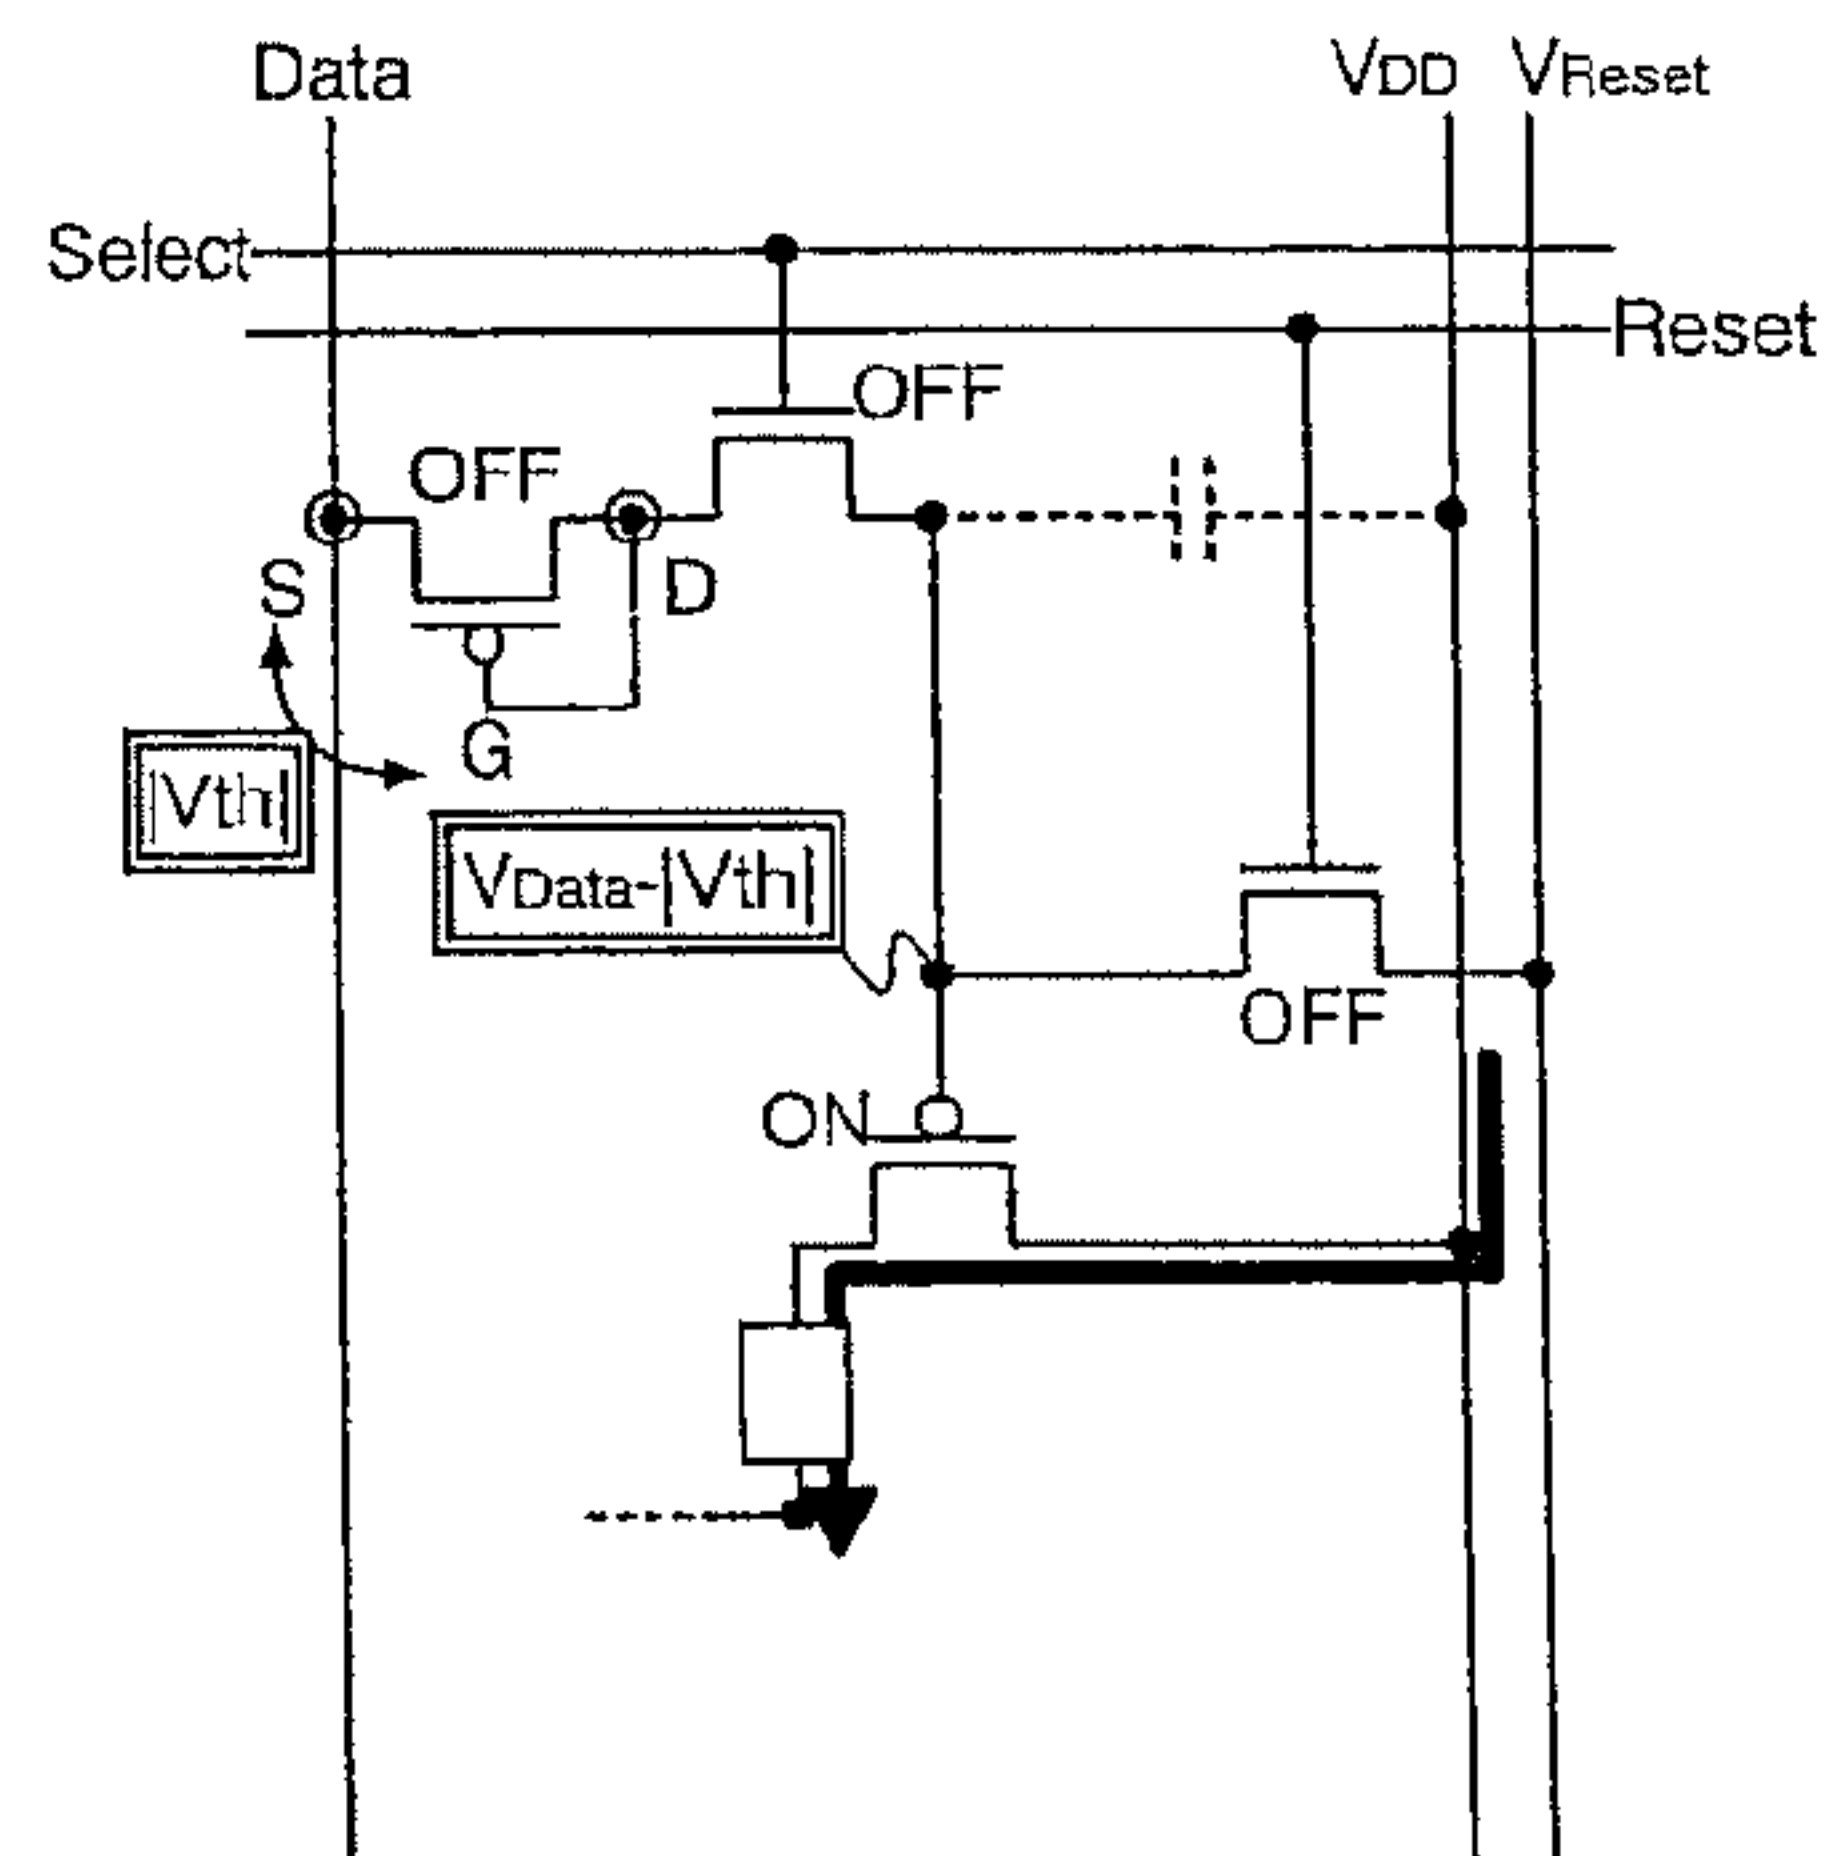 Data
VDD
VReset
Select
Reset
OFF
OFF
S
D
G
|Vth|
VData-|Vth|
OFF
ON